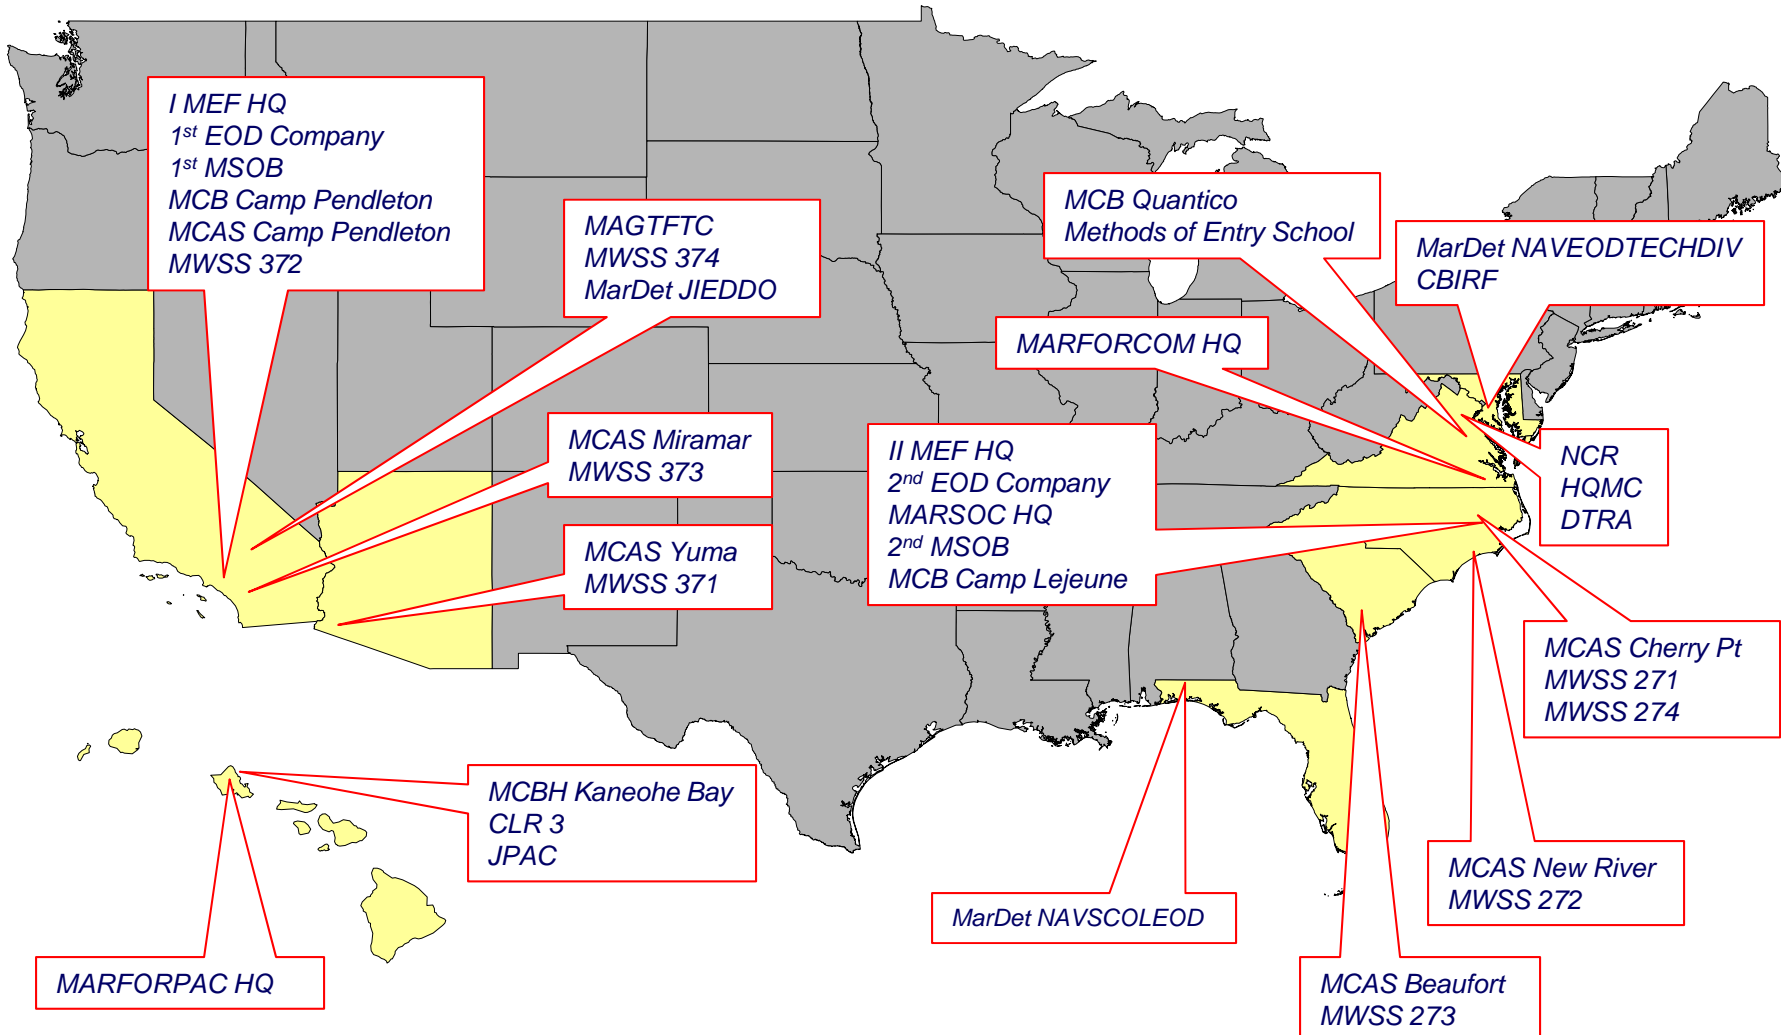 I MEF HQ
1st EOD Company
1st MSOB
MCB Camp Pendleton
MCAS Camp Pendleton
MWSS 372
MAGTFTC
MWSS 374
MarDet JIEDDO
MCB Quantico
Methods of Entry School
MarDet NAVEODTECHDIV
CBIRF
MARFORCOM HQ
MCAS Miramar
MWSS 373
II MEF HQ
2nd EOD Company
MARSOC HQ
2nd MSOB
MCB Camp Lejeune
NCR
HQMC
DTRA
MCAS Yuma
MWSS 371
MCAS Cherry Pt
MWSS 271
MWSS 274
MCBH Kaneohe Bay
CLR 3
JPAC
MCAS New River
MWSS 272
MarDet NAVSCOLEOD
MARFORPAC HQ
MCAS Beaufort
MWSS 273